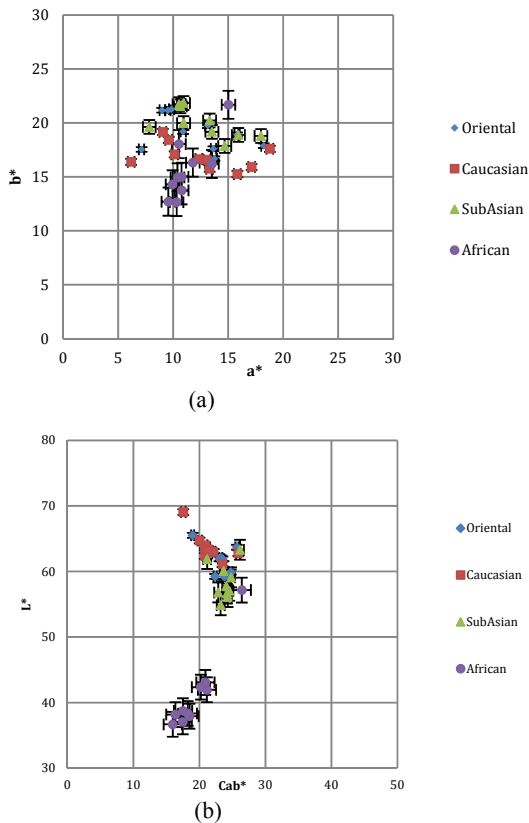 30
25
20
15
10
5
0
b*
0 5 10 15 20 25 30
a*
Oriental
Caucasian
SubAsian
African
(a)
80
70
60
50
40
30
L*
0 10 20 30 40 50
Cab*
Oriental
Caucasian
SubAsian
African
(b)